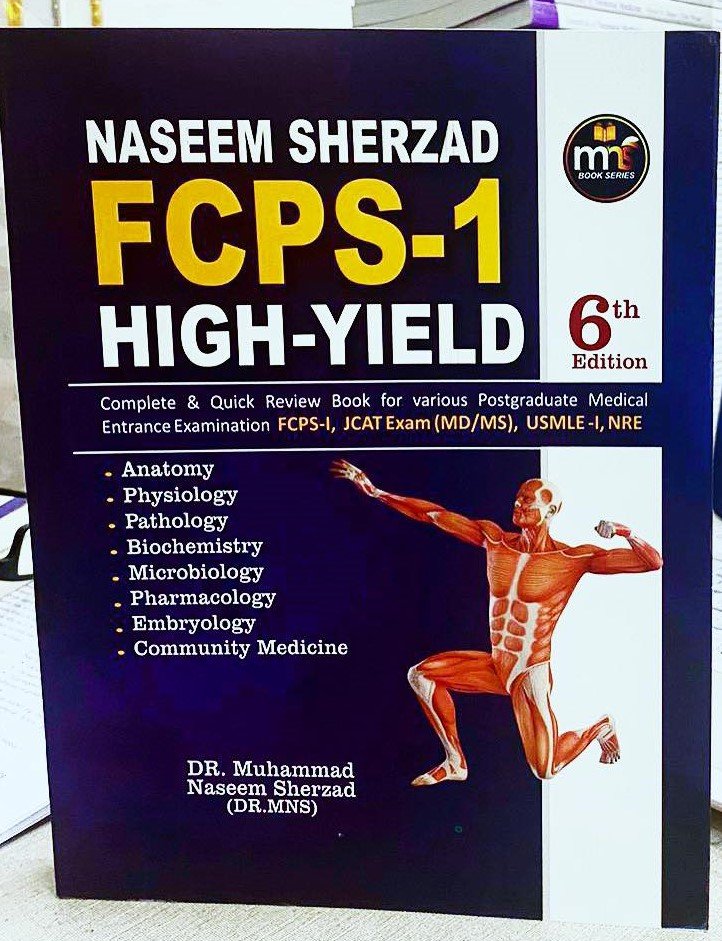 NASEEM SHERZAD
FCPS-1
HIGH-YIELD
mns
BOOK SERIES
6th
Edition
Complete & Quick Review Book for various Postgraduate Medical
Entrance Examination FCPS-I, JCAT Exam (MD/MS), USMLE -I, NRE
• Anatomy
• Physiology
• Pathology
• Biochemistry
• Microbiology
• Pharmacology
• Embryology
• Community Medicine
DR. Muhammad
Naseem Sherzad
(DR.MNS)